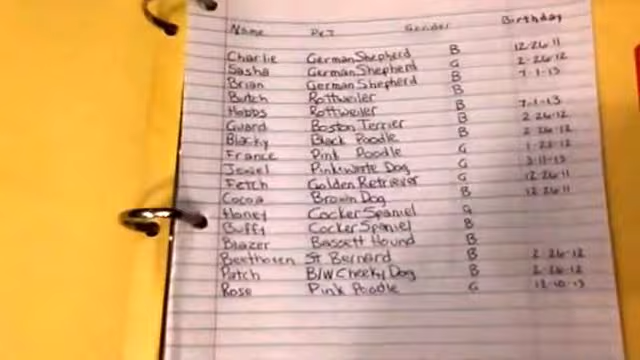 Name Pet Gender Birthday
Charlie German Shepherd B 12-26-11
Sasha German Shepherd G 2-26-12
Brian German Shepherd B 7-1-13
Butch Rottweiler B
Hobbs Rottweiler B 7-1-13
Guard Boston Terrier B 2-26-12
Blacky Black Poodle B 2-26-12
France Pink Poodle G 1-23-12
Jewel Pink+white Dog G 3-11-13
Fetch Golden Retriever G 12-26-11
Cocoa Brown Dog B 12-26-11
Honey Cocker Spaniel G
Buffy Cocker Spaniel B
Blazer Bassett Hound B
Beethoven St Bernard B 2-26-12
Patch B/W Cheeky Dog B 2-26-12
Rose Pink Poodle G 12-10-13